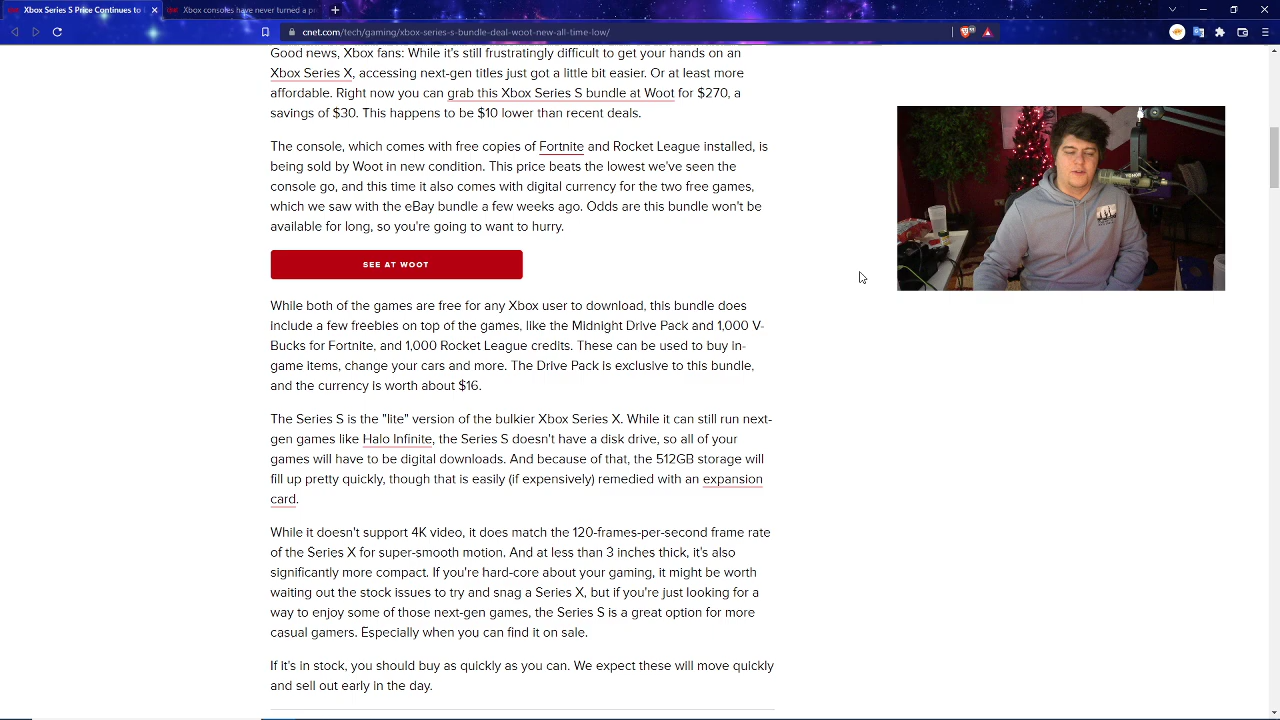 Xbox Series S Price Continues to
Xbox consoles have never turned a pr
cnet.com/tech/gaming/xbox-series-s-bundle-deal-woot-new-all-time-low/
Good news, Xbox fans: While it's still frustratingly difficult to get your hands on an
Xbox Series X, accessing next-gen titles just got a little bit easier. Or at least more
affordable. Right now you can grab this Xbox Series S bundle at Woot for $270, a
savings of $30. This happens to be $10 lower than recent deals.
The console, which comes with free copies of Fortnite and Rocket League installed, is
being sold by Woot in new condition. This price beats the lowest we've seen the
console go, and this time it also comes with digital currency for the two free games,
which we saw with the eBay bundle a few weeks ago. Odds are this bundle won't be
available for long, so you're going to want to hurry.
SEE AT WOOT
While both of the games are free for any Xbox user to download, this bundle does
include a few freebies on top of the games, like the Midnight Drive Pack and 1,000 V-
Bucks for Fortnite, and 1,000 Rocket League credits. These can be used to buy in-
game items, change your cars and more. The Drive Pack is exclusive to this bundle,
and the currency is worth about $16.
The Series S is the "lite" version of the bulkier Xbox Series X. While it can still run next-
gen games like Halo Infinite, the Series S doesn't have a disk drive, so all of your
games will have to be digital downloads. And because of that, the 512GB storage will
fill up pretty quickly, though that is easily (if expensively) remedied with an expansion
card.
While it doesn't support 4K video, it does match the 120-frames-per-second frame rate
of the Series X for super-smooth motion. And at less than 3 inches thick, it's also
significantly more compact. If you're hard-core about your gaming, it might be worth
waiting out the stock issues to try and snag a Series X, but if you're just looking for a
way to enjoy some of those next-gen games, the Series S is a great option for more
casual gamers. Especially when you can find it on sale.
If it's in stock, you should buy as quickly as you can. We expect these will move quickly
and sell out early in the day.